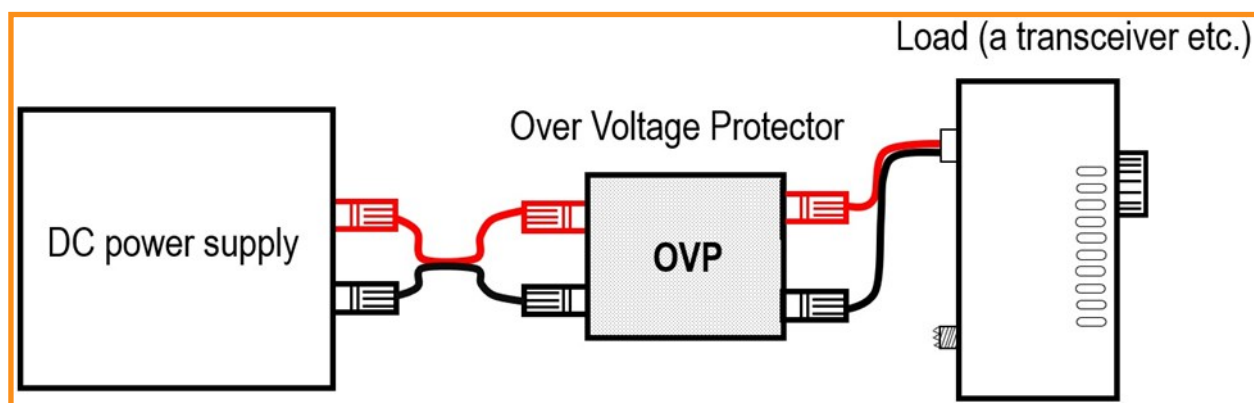 Load (a transceiver etc.)
Over Voltage Protector
DC power supply
OVP